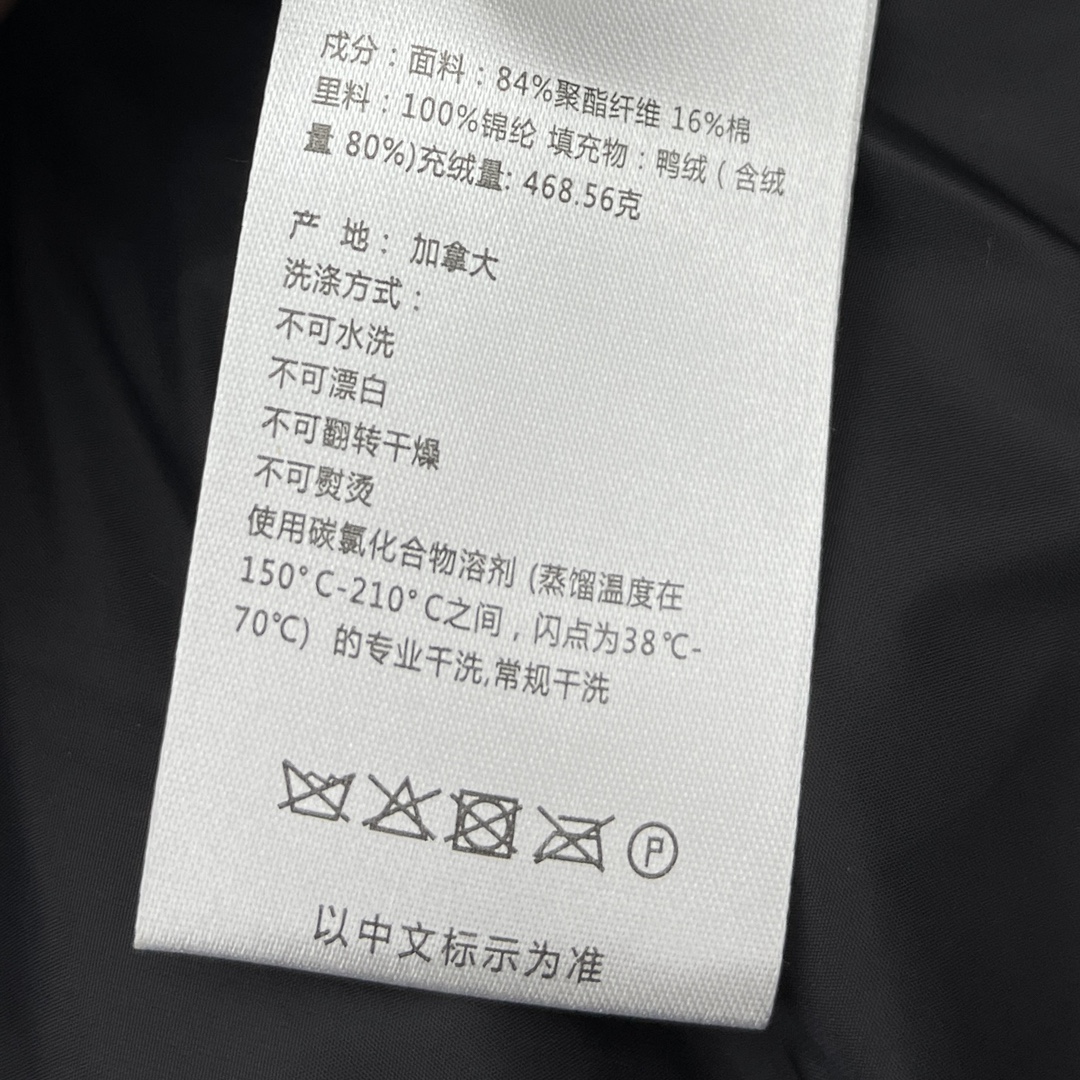 成分：面料：84%聚酯纤维 16%棉
里料：100%锦纶 填充物：鸭绒（含绒
量 80%)充绒量: 468.56克
产 地： 加拿大
洗涤方式：
不可水洗
不可漂白
不可翻转干燥
不可熨烫
使用碳氯化合物溶剂 (蒸馏温度在
150°C-210°C之间，闪点为38℃-
70℃）的专业干洗,常规干洗
P
以中文标示为准